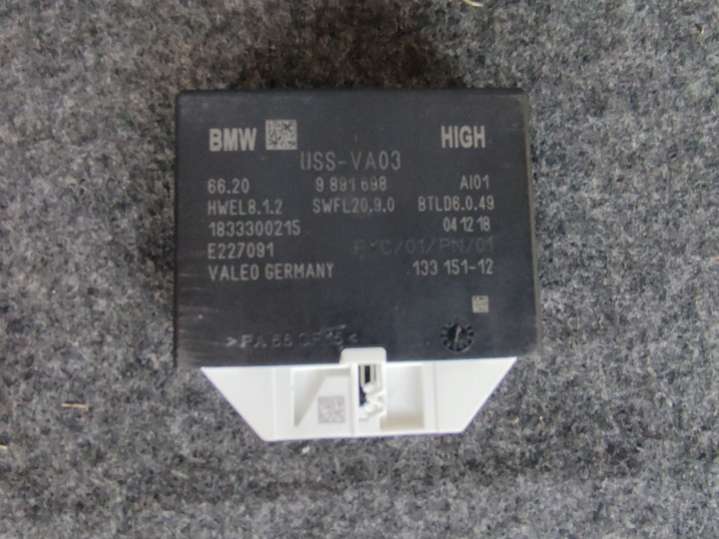 BMW HIGH
USS-VA03
66.20 9 891 698 AI01
HWEL8.1.2 SWFL20.9.0 BTLD6.0.49
1833300215 04 12 18
E227091
VALEO GERMANY 133 151-12